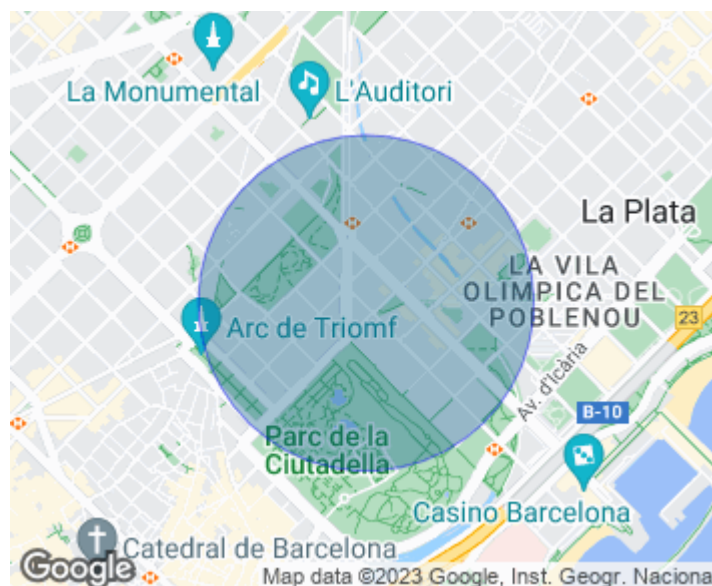 La Monumental
L'Auditori
La Plata
LA VILA
OLIMPICA DEL
POBLENOU
23
Arc de Triomf
Av. d'Icària
B-10
Parc de la
Ciutadella
Casino Barcelona
Catedral de Barcelona
Google
Map data ©2023 Google, Inst. Geogr. Naciona